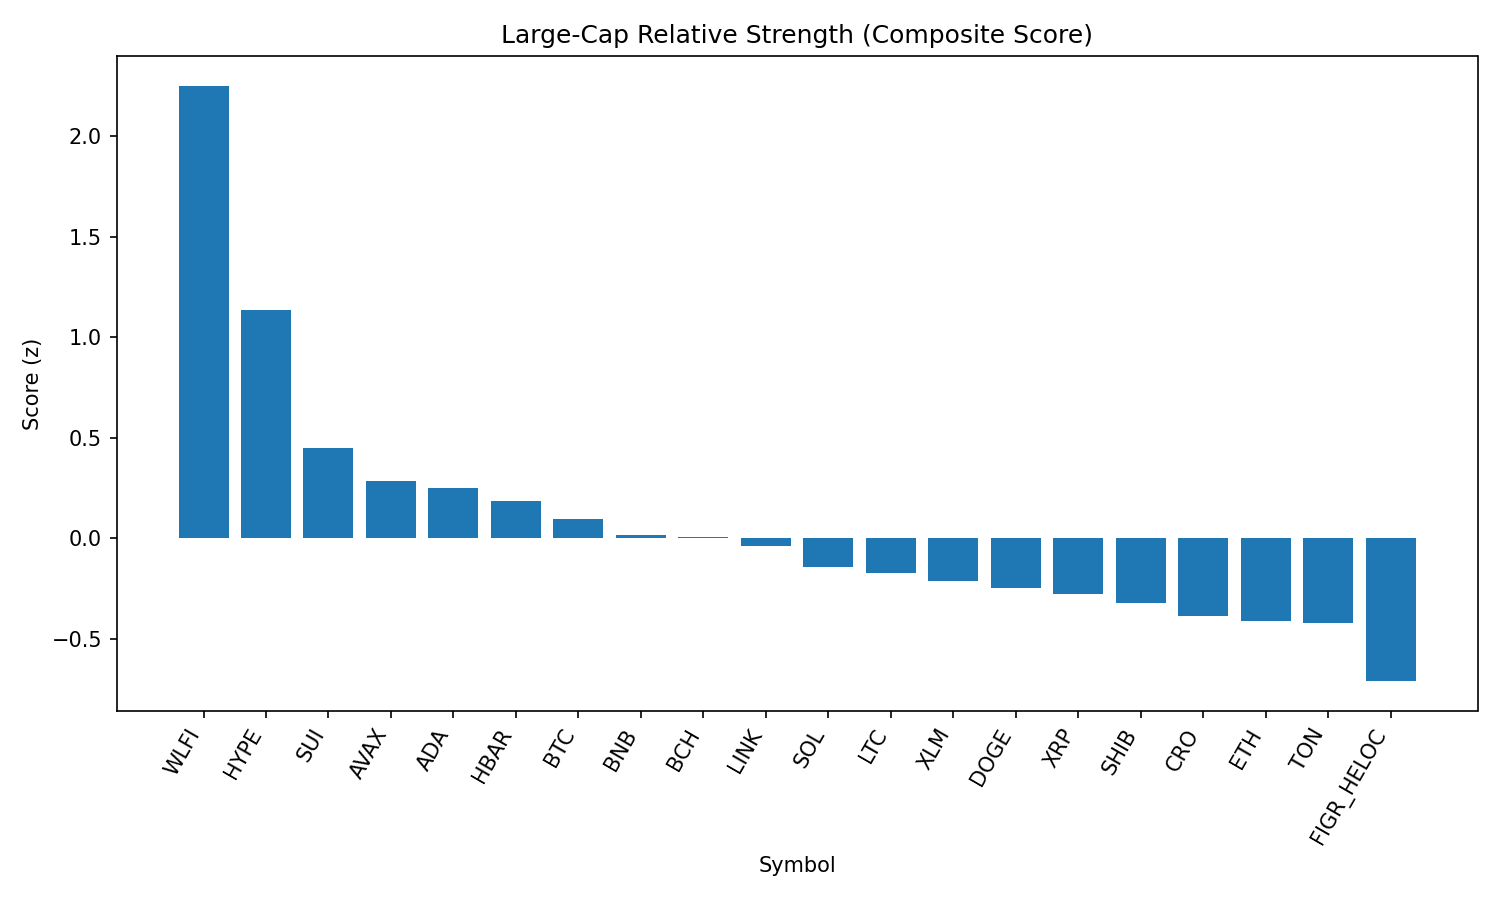 Large-Cap Relative Strength (Composite Score)
Score (z)
2.0
1.5
1.0
0.5
0.0
−0.5
WLFI
HYPE
SUI
AVAX
ADA
HBAR
BTC
BNB
BCH
LINK
SOL
LTC
XLM
DOGE
XRP
SHIB
CRO
ETH
TON
FIGR_HELOC
Symbol